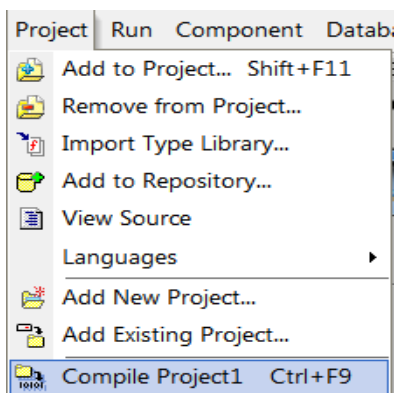 Project Run Component Datab
Add to Project... Shift+F11
Remove from Project...
Import Type Library...
Add to Repository...
View Source
Languages
Add New Project...
Add Existing Project...
Compile Project1 Ctrl+F9